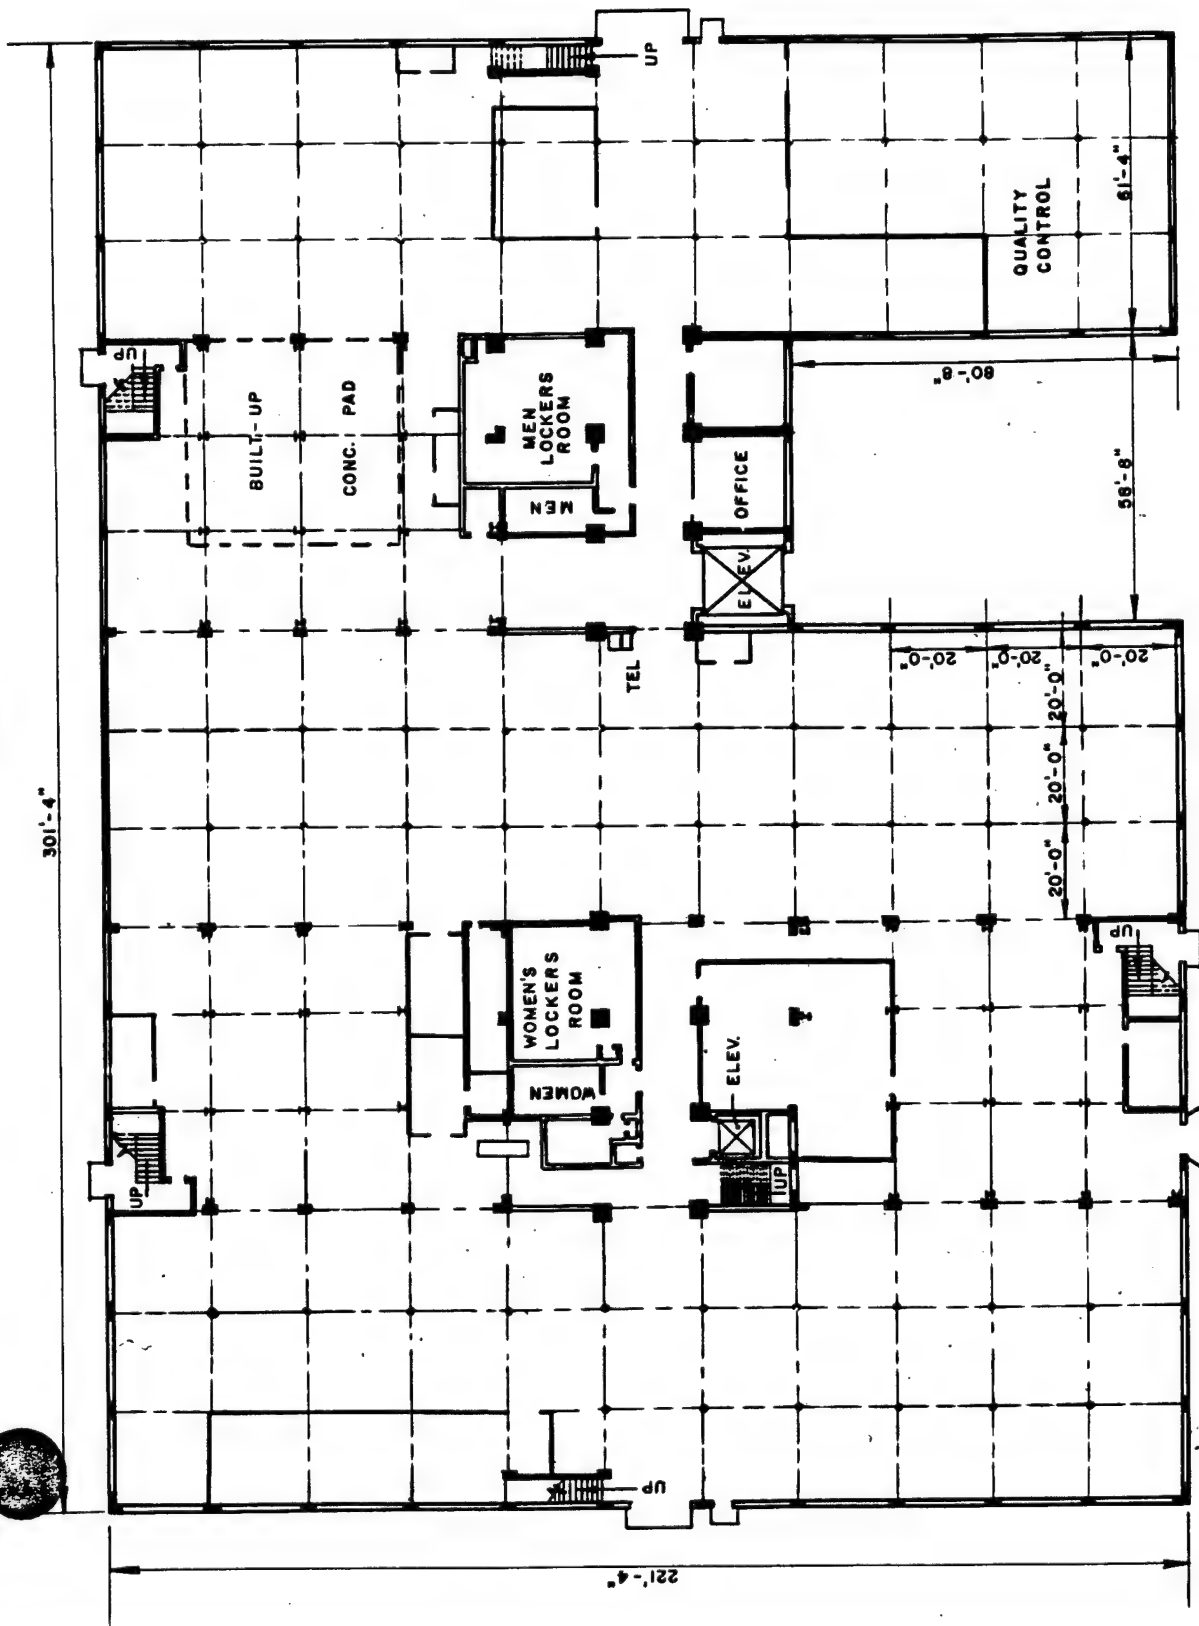 301'-4"
UP
UP
BUILT-UP
CONC. PAD
UP
MEN
LOCKERS
ROOM
MEN
WOMEN'S
LOCKERS
ROOM
WOMEN
TEL
UP
UP
OFFICE
ELEV.
ELEV.
UP
221'-4"
80'-8"
QUALITY
CONTROL
61'-4"
58'-8"
20'-0"
20'-0"
20'-0"
20'-0"
20'-0"
20'-0"
UP